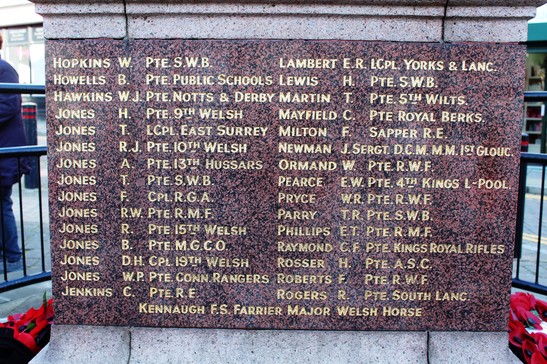 HOPKINS W. PTE. S.W.B.
HOWELLS B. PTE. PUBLIC SCHOOLS
HAWKINS W.J. PTE. NOTTS & DERBY
JONES H. PTE. 9TH WELSH
JONES T. LCPL. EAST SURREY
JONES R.J. PTE. 10TH WELSH
JONES A. PTE. 13TH HUSSARS
JONES T. PTE. S.W.B.
JONES F. CPL. R.G.A.
JONES R.W. PTE. R.M.F.
JONES R. PTE. 15TH WELSH
JONES B. PTE. M.G.C.O.
JONES D.H. CPL. 19TH WELSH
JONES W.P. PTE. CONN. RANGERS
JENKINS C. PTE. R.E.
LAMBERT E.R. LCPL. YORKS & LANC.
LEWIS H. PTE. S.W.B.
MARTIN T. PTE. 5TH WILTS.
MAYFIELD C. PTE ROYAL BERKS.
MILTON F. SAPPER R.E.
NEWMAN J. SERGT. D.C.M. M.M. 1ST GLOUC.
ORMAND W. PTE. R.W.F.
PEARCE E.W. PTE. 4TH KINGS L-POOL.
PRYCE W.R. PTE. R.W.F.
PARRY T.R. PTE. S.W.B.
PHILLIPS E.T. PTE. R.M.F.
RAYMOND C.F. PTE. KINGS ROYAL RIFLES
ROSSER H. PTE. A.S.C.
ROBERTS F. PTE. R.W.F.
ROGERS R. PTE. SOUTH LANC.
KENNAUGH F.S. FARRIER MAJOR WELSH HORSE